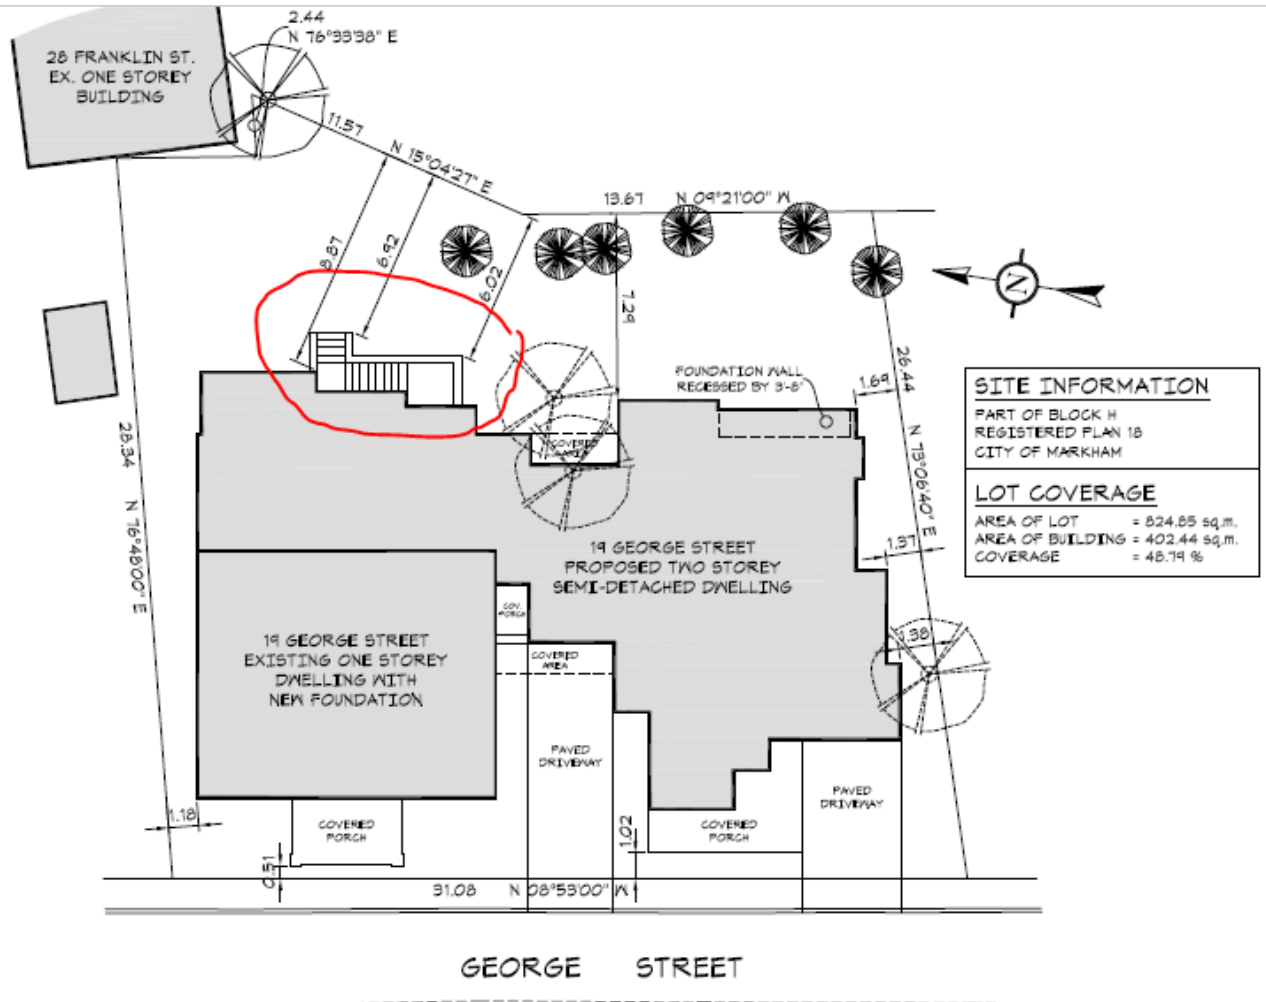 2.44
N 76°33'38" E
28 FRANKLIN ST.
EX. ONE STOREY
BUILDING
11.57
N 15°04'27" E
13.67 N 09°21'00" W
8.87
6.92
6.02
7.29
N
28.34 N 76°48'00" E
FOUNDATION WALL
RECESSED BY 3'-8"
1.69
26.44 N 73°06'40" E
SITE INFORMATION
PART OF BLOCK H
REGISTERED PLAN 18
CITY OF MARKHAM
LOT COVERAGE
AREA OF LOT = 824.85 sq.m.
AREA OF BUILDING = 402.44 sq.m.
COVERAGE = 48.79 %
COVERED
19 GEORGE STREET
PROPOSED TWO STOREY
SEMI-DETACHED DWELLING
1.37
COV.
PORCH
19 GEORGE STREET
EXISTING ONE STOREY
DWELLING WITH
NEW FOUNDATION
COVERED
AREA
1.38
PAVED
DRIVEWAY
PAVED
DRIVEWAY
1.18
COVERED
PORCH
1.02
COVERED
PORCH
0.51
31.08 N 08°53'00" W
GEORGE STREET